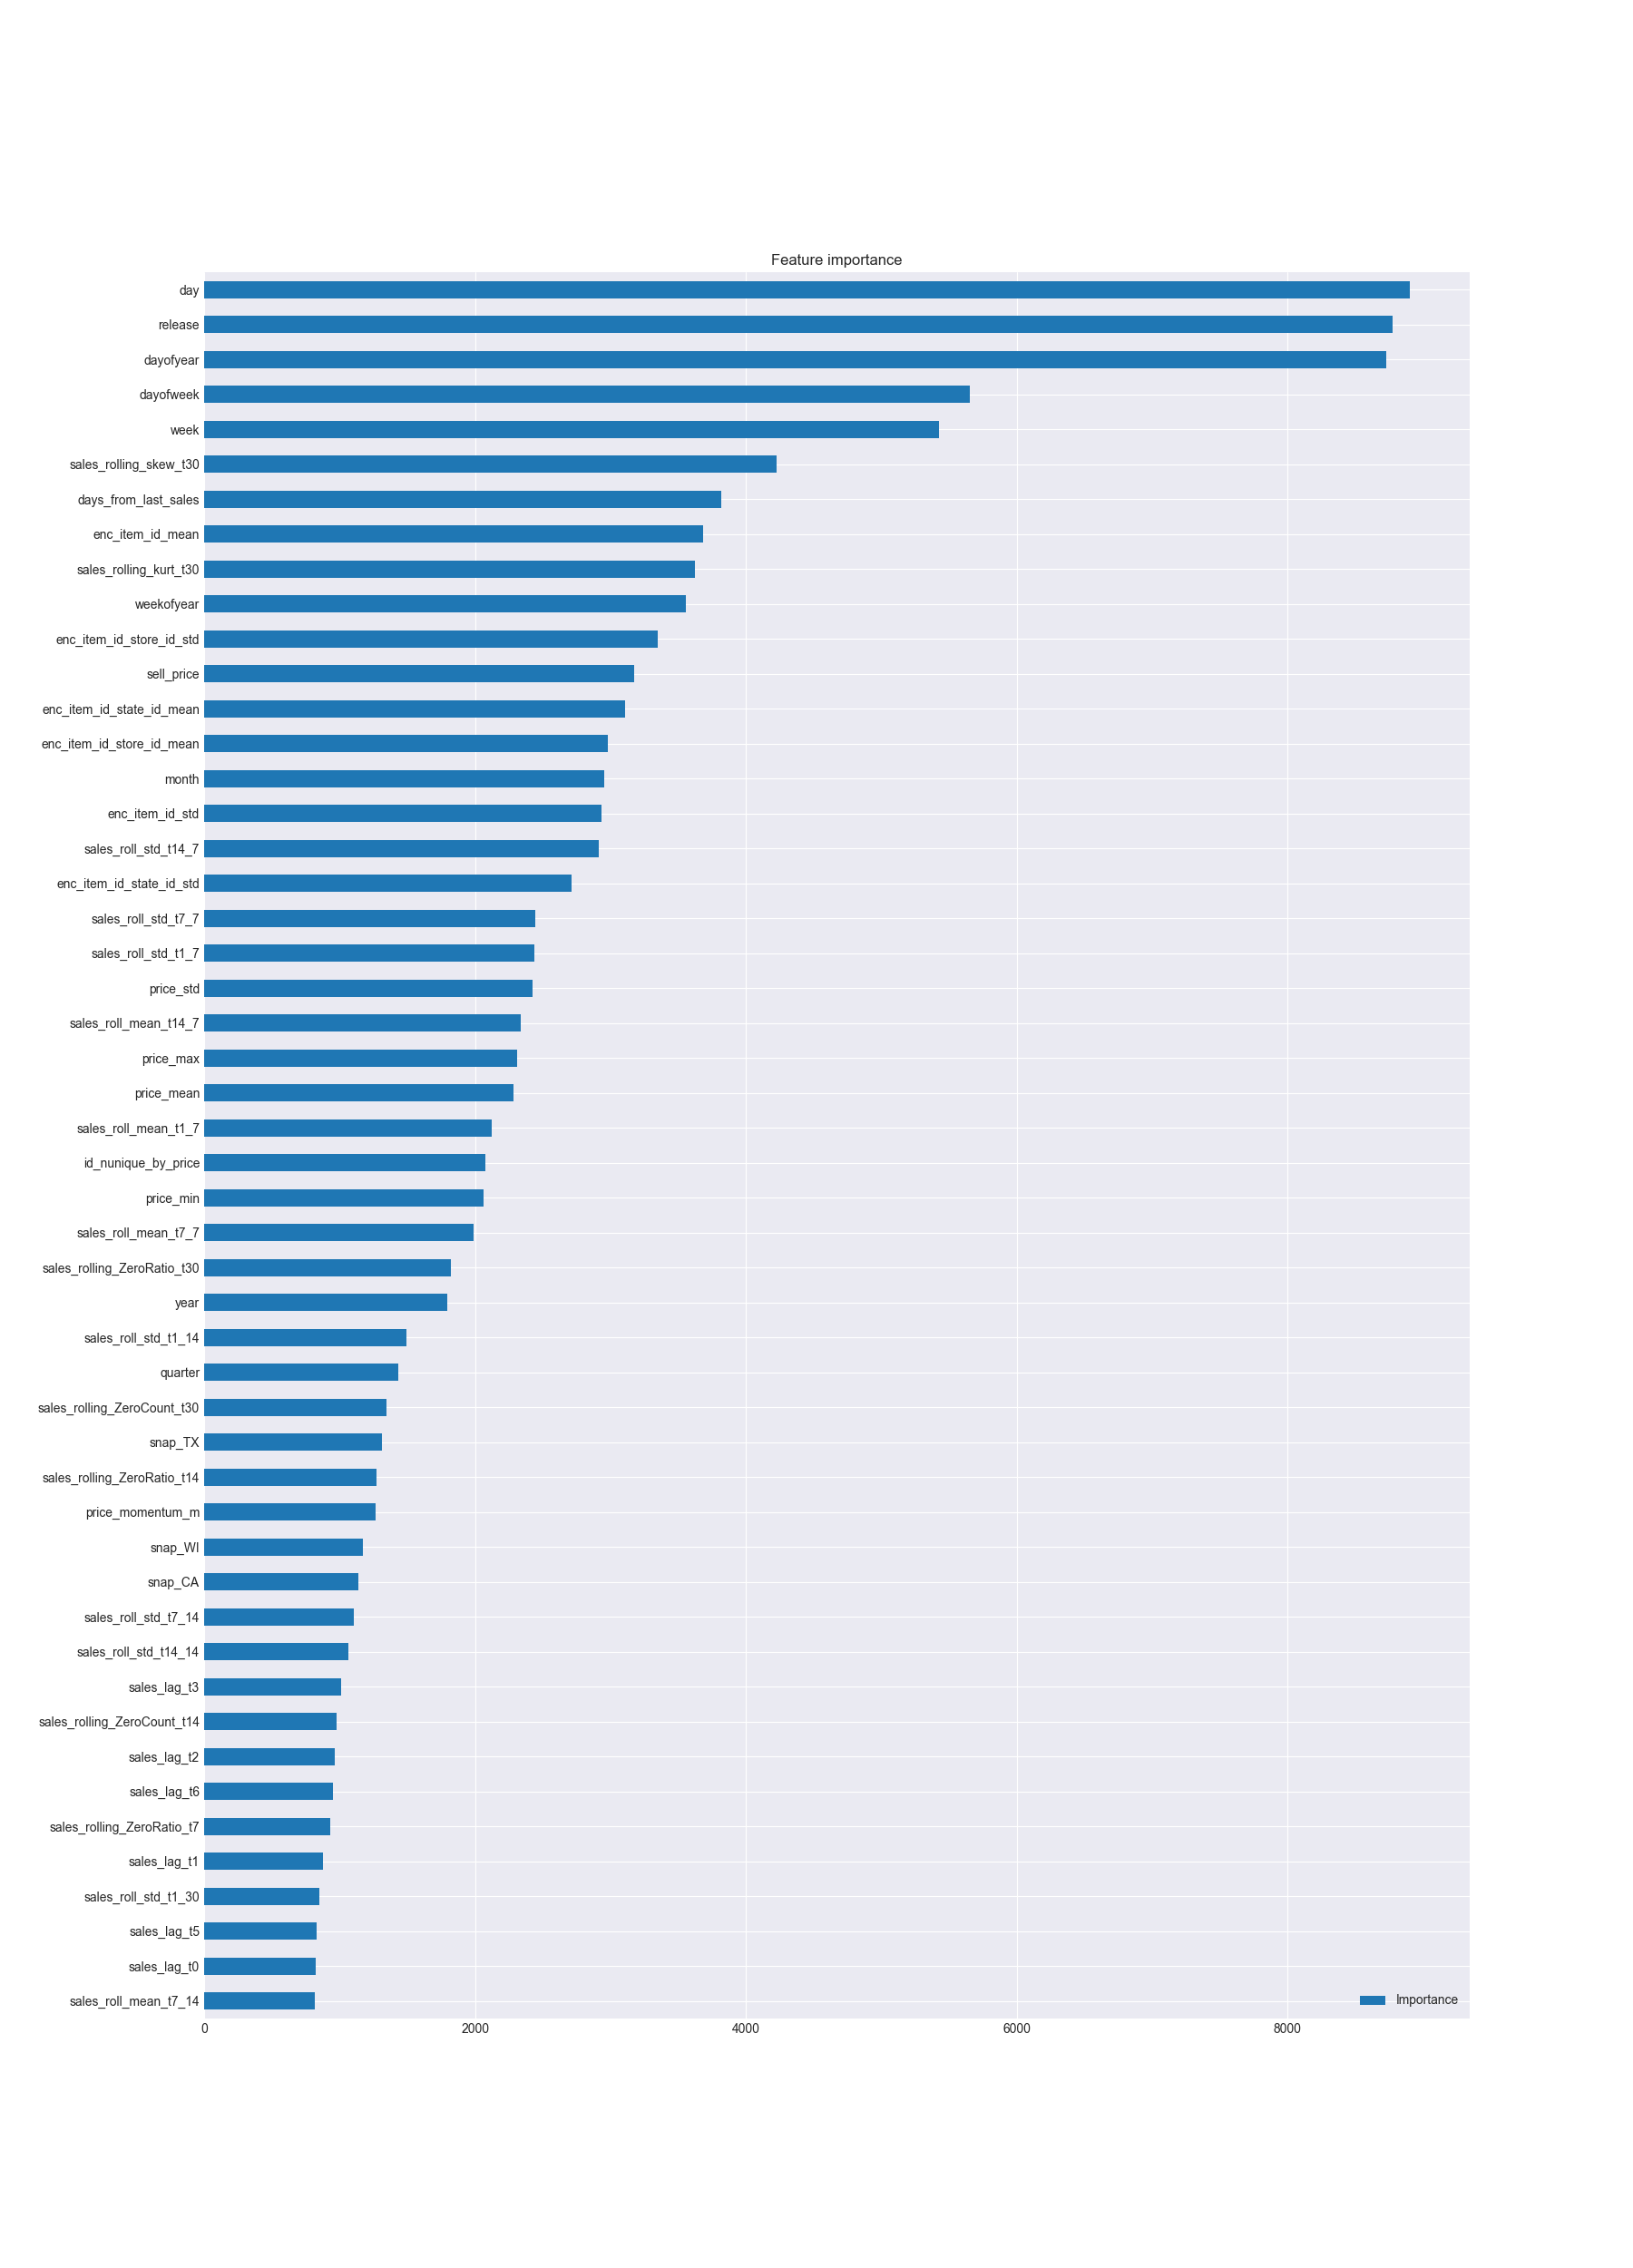 Feature importance
day
release
dayofyear
dayofweek
week
sales_rolling_skew_t30
days_from_last_sales
enc_item_id_mean
sales_rolling_kurt_t30
weekofyear
enc_item_id_store_id_std
sell_price
enc_item_id_state_id_mean
enc_item_id_store_id_mean
month
enc_item_id_std
sales_roll_std_t14_7
enc_item_id_state_id_std
sales_roll_std_t7_7
sales_roll_std_t1_7
price_std
sales_roll_mean_t14_7
price_max
price_mean
sales_roll_mean_t1_7
id_nunique_by_price
price_min
sales_roll_mean_t7_7
sales_rolling_ZeroRatio_t30
year
sales_roll_std_t1_14
quarter
sales_rolling_ZeroCount_t30
snap_TX
sales_rolling_ZeroRatio_t14
price_momentum_m
snap_WI
snap_CA
sales_roll_std_t7_14
sales_roll_std_t14_14
sales_lag_t3
sales_rolling_ZeroCount_t14
sales_lag_t2
sales_lag_t6
sales_rolling_ZeroRatio_t7
sales_lag_t1
sales_roll_std_t1_30
sales_lag_t5
sales_lag_t0
sales_roll_mean_t7_14
Importance
0 2000 4000 6000 8000